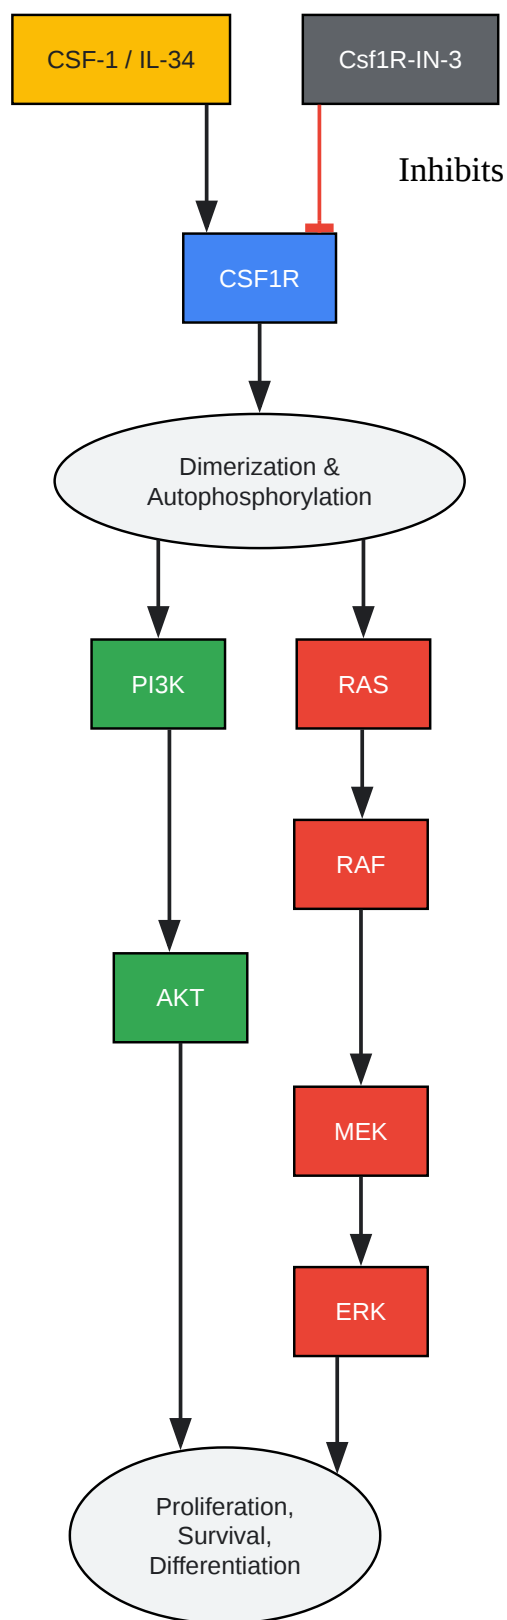 CSF-1 / IL-34
Csf1R-IN-3
Inhibits
CSF1R
Dimerization &
Autophosphorylation
PI3K
RAS
RAF
AKT
MEK
ERK
Proliferation,
Survival,
Differentiation